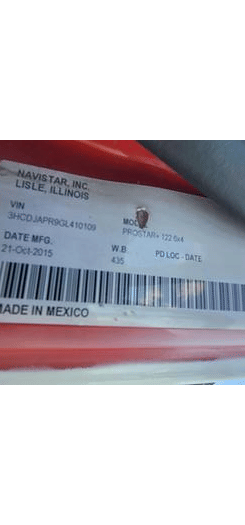 NAVISTAR, INC.
LISLE, ILLINOIS
VIN
3HCDJAPR9GL410109
PROSTAR+ 122 6x4
DATE MFG.
21-Oct-2015
W.B.
435
PD LOC - DATE
MADE IN MEXICO